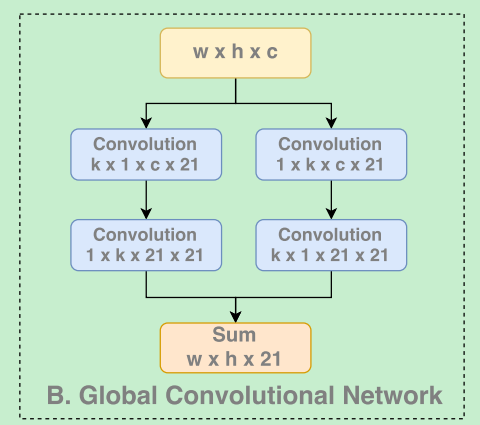 w x h x c
Convolution
k x 1 x c x 21
Convolution
1 x k x c x 21
Convolution
1 x k x 21 x 21
Convolution
k x 1 x 21 x 21
Sum
w x h x 21
B. Global Convolutional Network